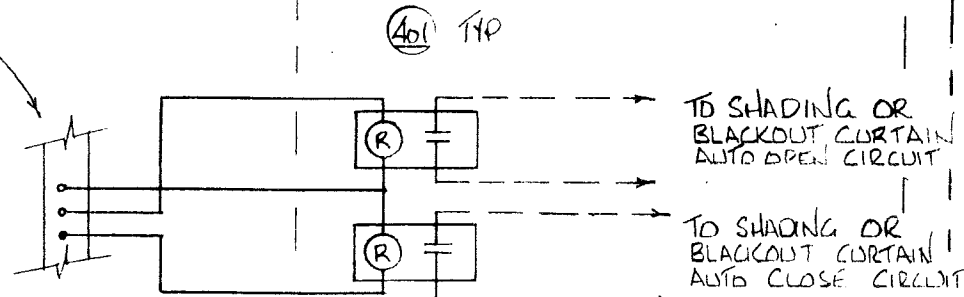 401 TYP
R
TO SHADING OR
BLACKOUT CURTAIN
AUTO OPEN CIRCUIT
R
TO SHADING OR
BLACKOUT CURTAIN
AUTO CLOSE CIRCUIT